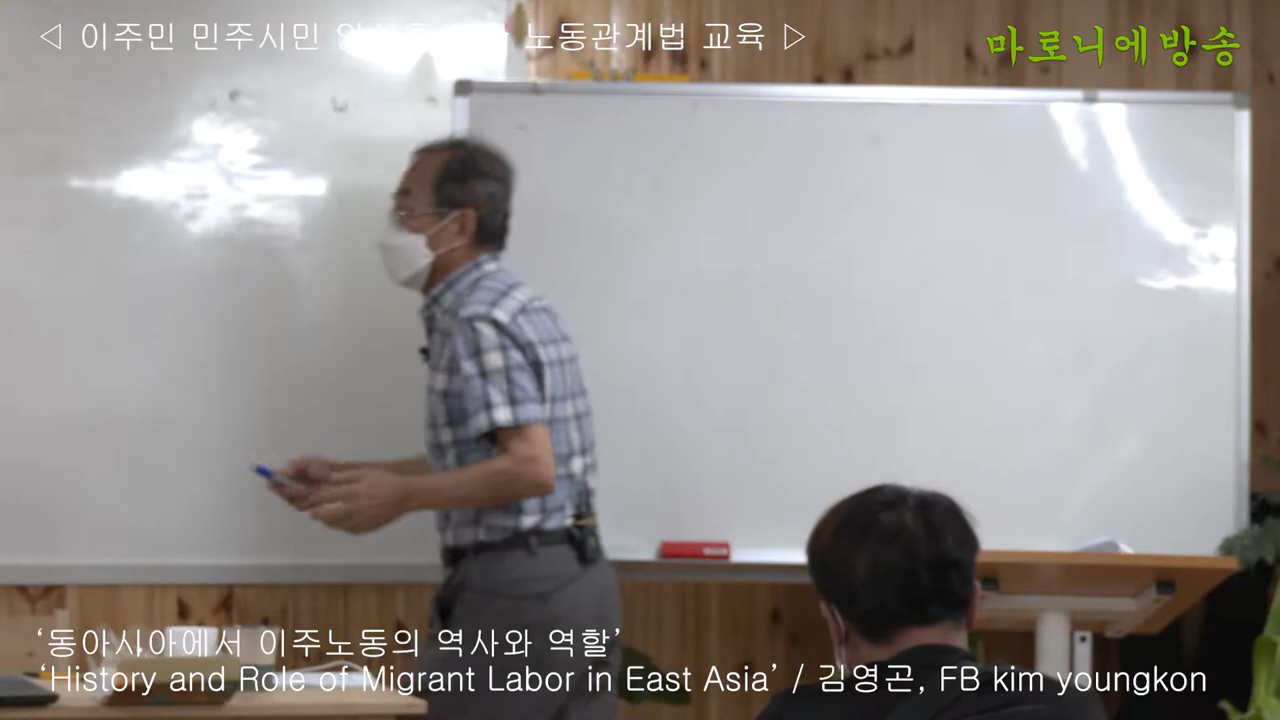 ◁ 이주민 민주시민 노동관계법 교육 ▷
마로니에방송
‘동아시아에서 이주노동의 역사와 역할’
‘History and Role of Migrant Labor in East Asia’ / 김영곤, FB kim youngkon